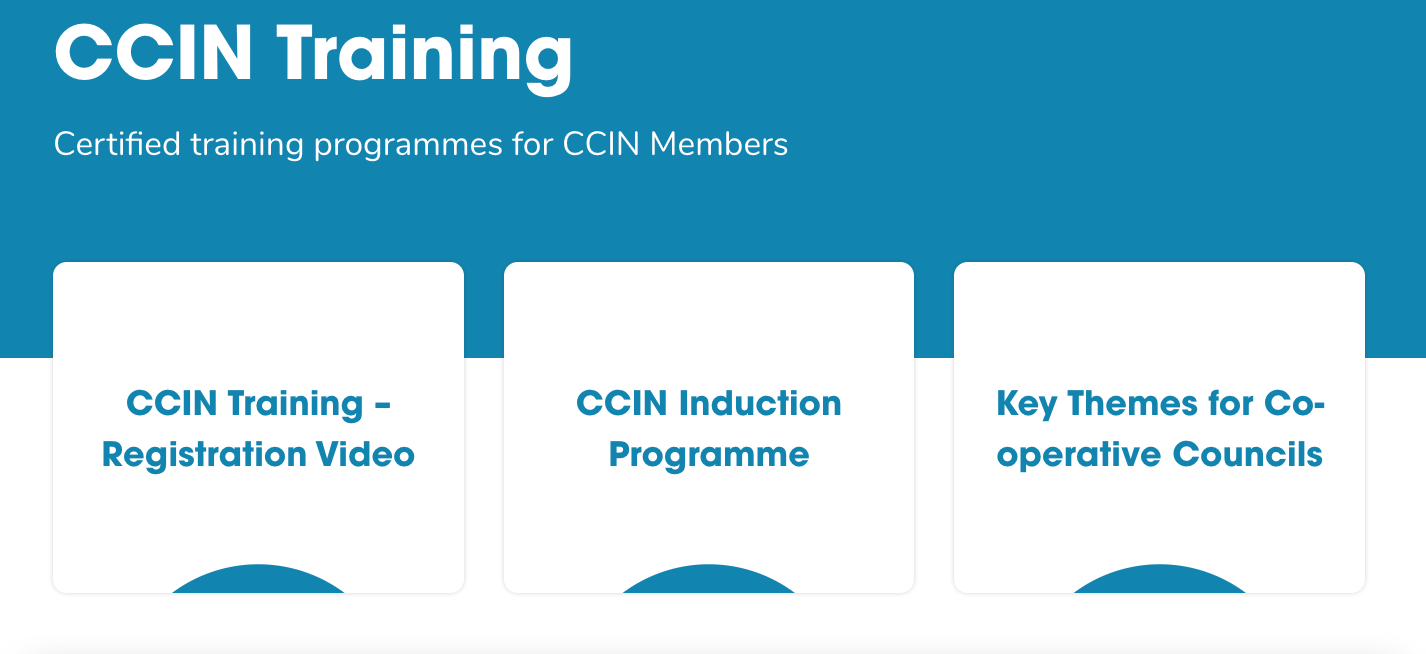 CCIN Training
Certified training programmes for CCIN Members
CCIN Training –
Registration Video
CCIN Induction
Programme
Key Themes for Co-
operative Councils